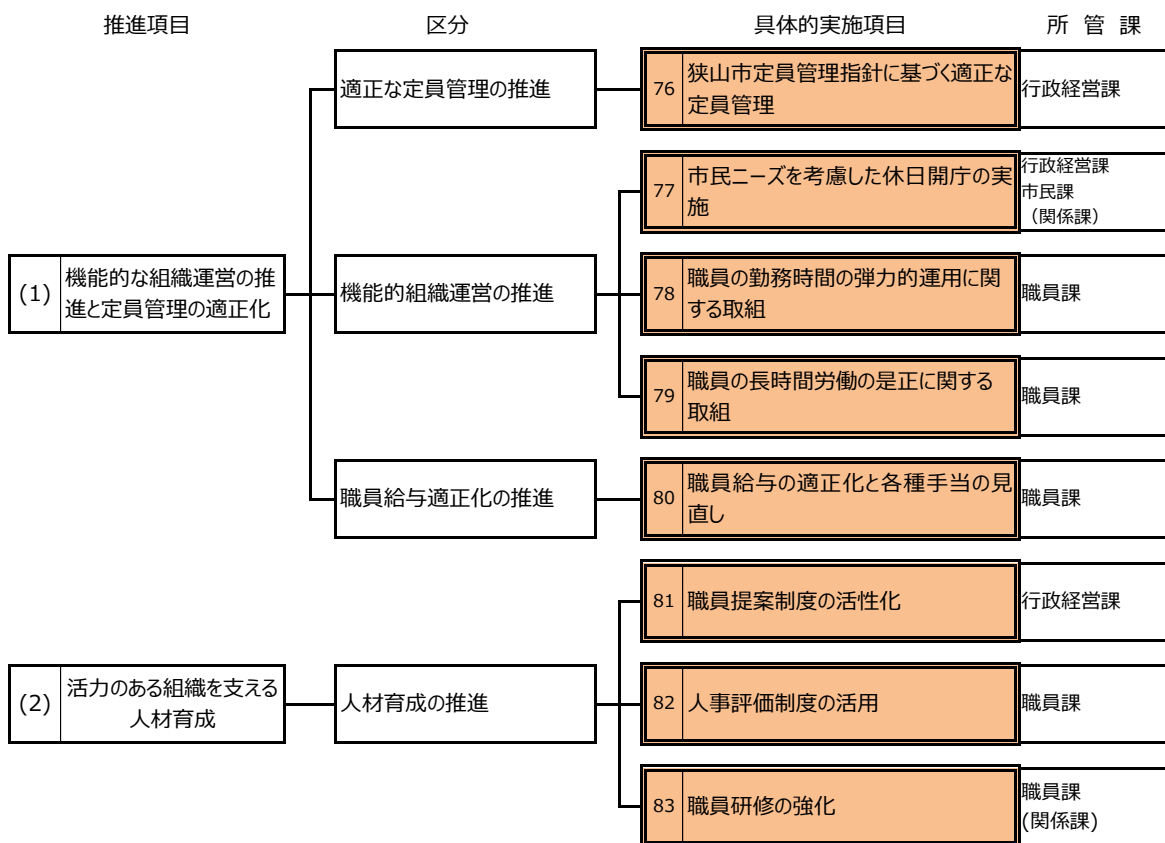 推進項目 区分 具体的実施項目 所 管 課
(1) 機能的な組織運営の推
進と定員管理の適正化
適正な定員管理の推進
76 狭山市定員管理指針に基づく適正な
定員管理
行政経営課
機能的組織運営の推進
77 市民ニーズを考慮した休日開庁の実
施
行政経営課
市民課
（関係課）
78 職員の勤務時間の弾力的運用に関
する取組
職員課
79 職員の長時間労働の是正に関する
取組
職員課
職員給与適正化の推進
80 職員給与の適正化と各種手当の見
直し
職員課
(2) 活力のある組織を支える
人材育成
人材育成の推進
81 職員提案制度の活性化
行政経営課
82 人事評価制度の活用
職員課
83 職員研修の強化
職員課
(関係課)